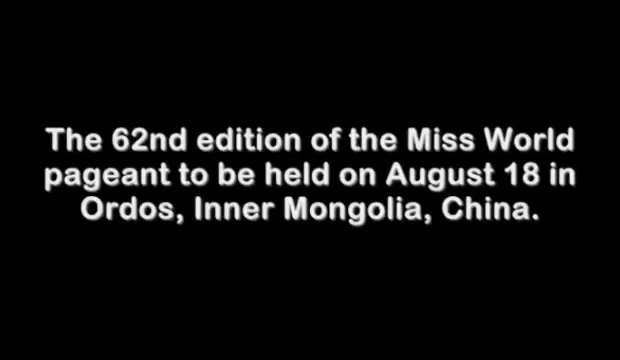 The 62nd edition of the Miss World
pageant to be held on August 18 in
Ordos, Inner Mongolia, China.